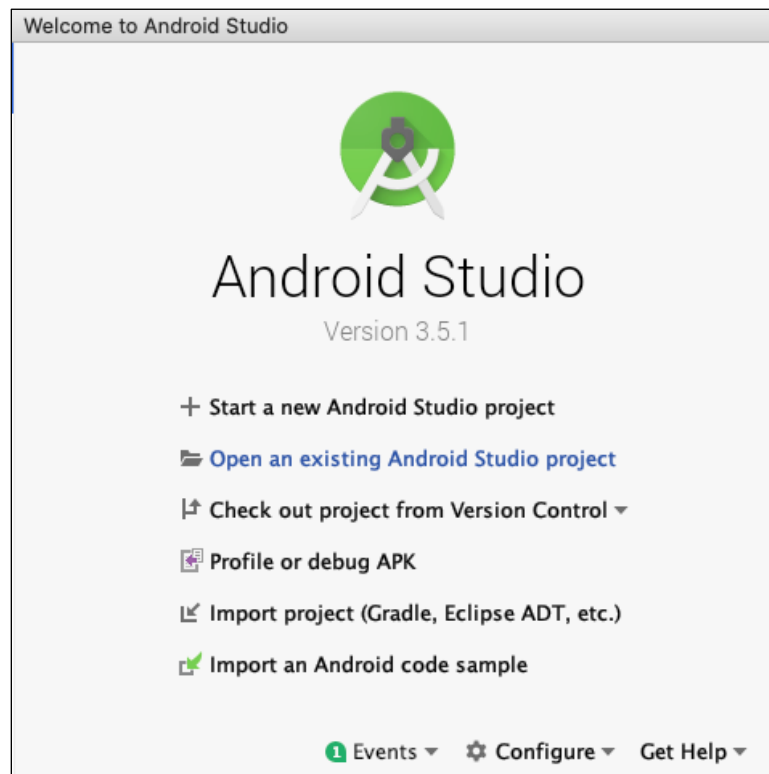 Welcome to Android Studio
Android Studio
Version 3.5.1
Start a new Android Studio project
Open an existing Android Studio project
Check out project from Version Control
Profile or debug APK
Import project (Gradle, Eclipse ADT, etc.)
Import an Android code sample
1 Events Configure Get Help